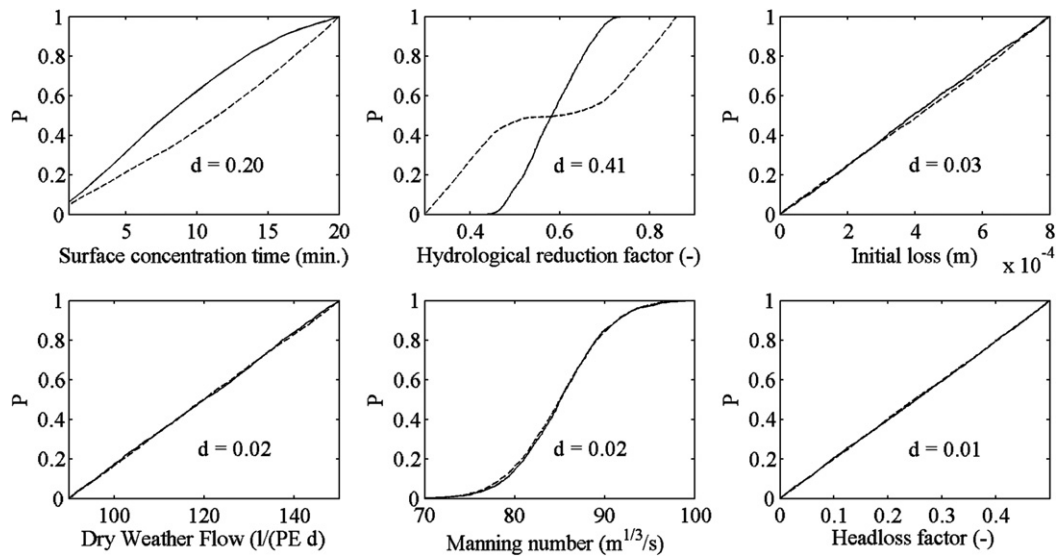 1
0.8
0.6
0.4
0.2
0
P
d = 0.20
5 10 15 20
Surface concentration time (min.)
1
0.8
0.6
0.4
0.2
0
P
d = 0.41
0.4 0.6 0.8
Hydrological reduction factor (-)
1
0.8
0.6
0.4
0.2
0
P
d = 0.03
0 2 4 6 8
Initial loss (m)
x 10⁻⁴
1
0.8
0.6
0.4
0.2
0
P
d = 0.02
100 120 140
Dry Weather Flow (l/(PE d)
1
0.8
0.6
0.4
0.2
0
P
d = 0.02
70 80 90 100
Manning number (m¹ᐟ³/s)
1
0.8
0.6
0.4
0.2
0
P
d = 0.01
0 0.1 0.2 0.3 0.4
Headloss factor (-)